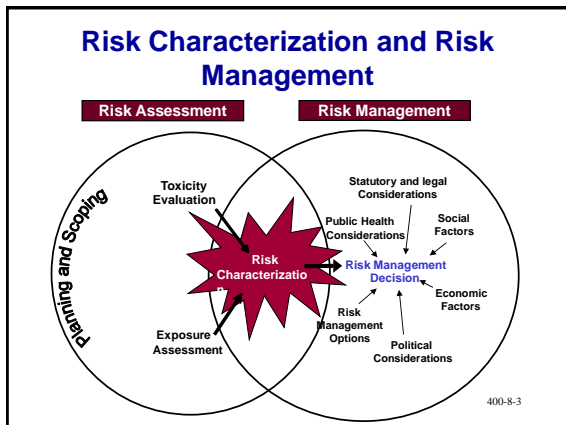 Risk Characterization and Risk
Management
Risk Assessment
Risk Management
Planning and Scoping
Toxicity
Evaluation
Risk
Characterizatio
n
Exposure
Assessment
Statutory and legal
Considerations
Public Health
Considerations
Social
Factors
Risk Management
Decision
Economic
Factors
Risk
Management
Options
Political
Considerations
400-8-3